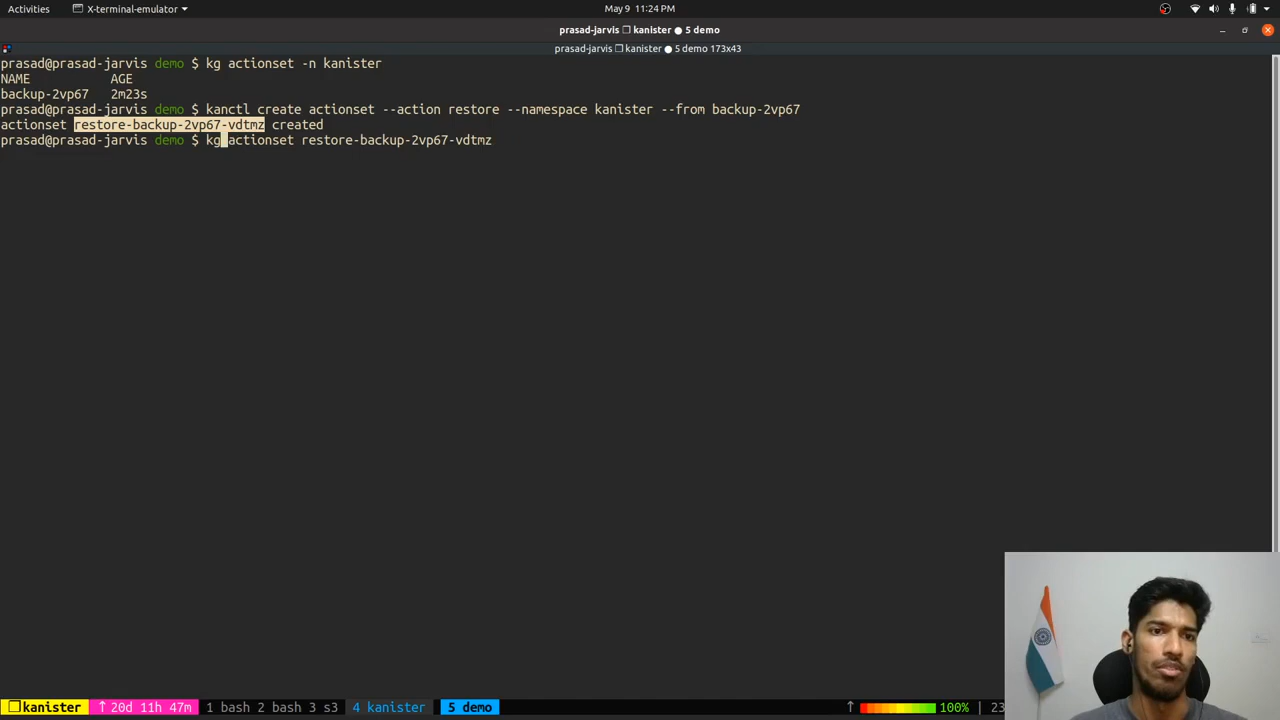 Activities X-terminal-emulator May 9 11:24 PM
prasad-jarvis ❐ kanister ● 5 demo
prasad-jarvis ❐ kanister ● 5 demo 173x43
prasad@prasad-jarvis demo $ kg actionset -n kanister
NAME AGE
backup-2vp67 2m23s
prasad@prasad-jarvis demo $ kanctl create actionset --action restore --namespace kanister --from backup-2vp67
actionset restore-backup-2vp67-vdtmz created
prasad@prasad-jarvis demo $ kg actionset restore-backup-2vp67-vdtmz
❐ kanister ↑ 20d 11h 47m 1 bash 2 bash 3 s3 4 kanister 5 demo ↑ 100% | 23